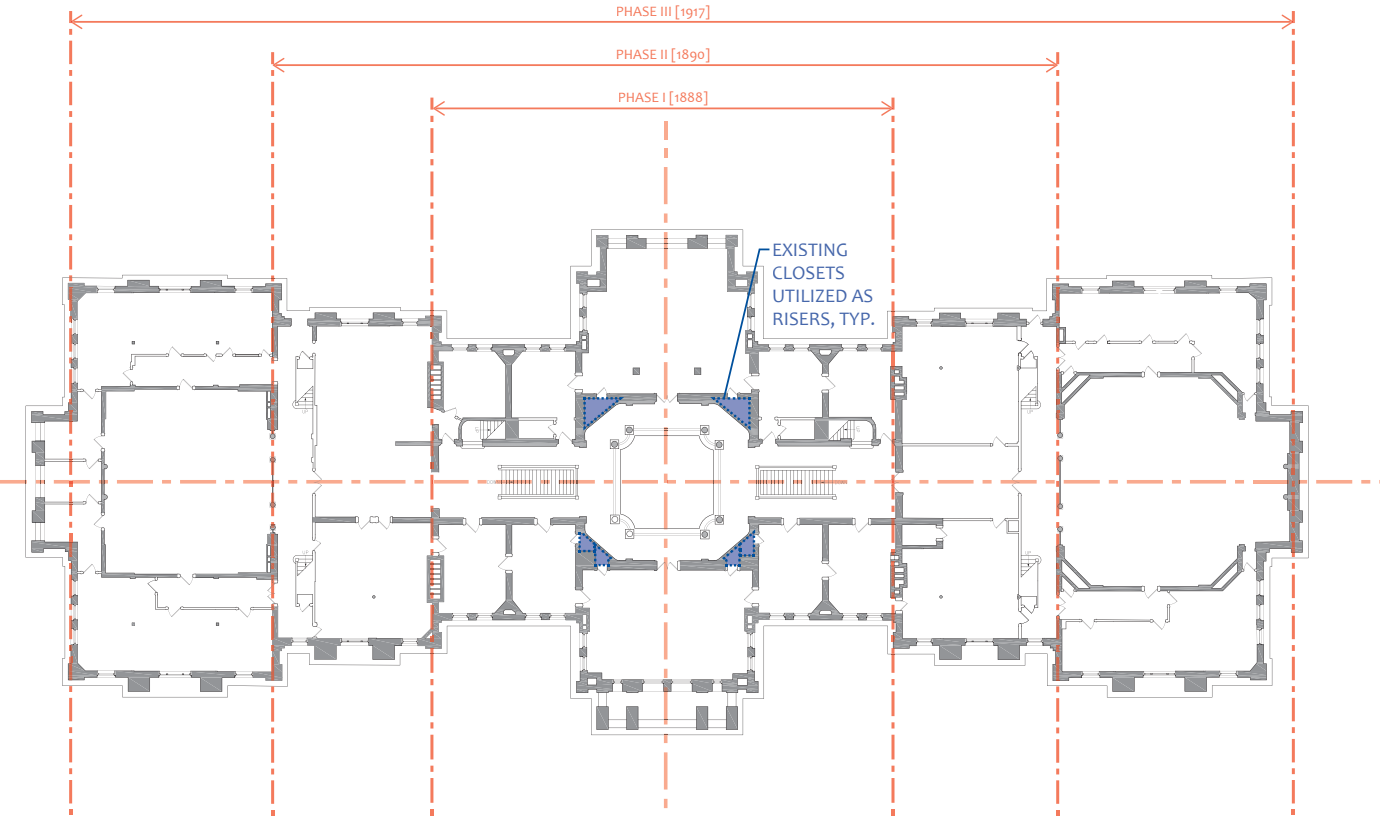 PHASE III [1917]
PHASE II [1890]
PHASE I [1888]
EXISTING
CLOSETS
UTILIZED AS
RISERS, TYP.